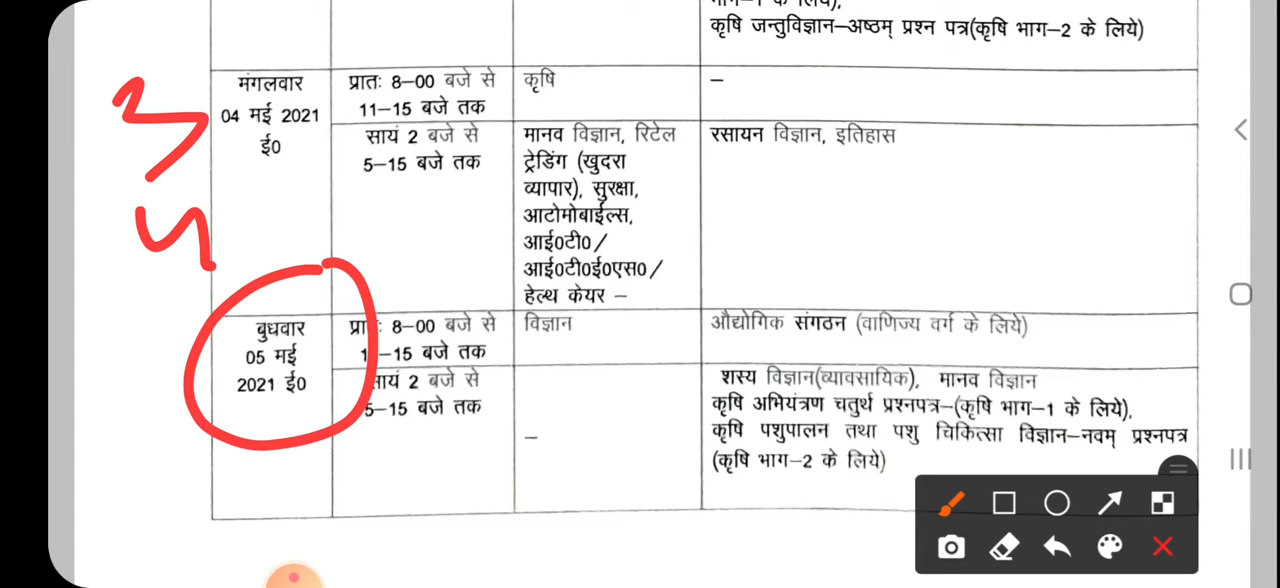 कृषि जन्तुविज्ञान–अष्ठम् प्रश्न पत्र(कृषि भाग–2 के लिये)
मंगलवार
04 मई 2021
ई0
प्रातः 8–00 बजे से
11–15 बजे तक
कृषि
–
सायं 2 बजे से
5–15 बजे तक
मानव विज्ञान, रिटेल
ट्रेडिंग (खुदरा
व्यापार), सुरक्षा,
आटोमोबाईल्स,
आई0टी0/
आई0टी0ई0एस0/
हेल्थ केयर –
रसायन विज्ञान, इतिहास
बुधवार
05 मई
2021 ई0
8–00 बजे से
–15 बजे तक
विज्ञान
औद्योगिक संगठन (वाणिज्य वर्ग के लिये)
सायं 2 बजे से
5–15 बजे तक
–
शस्य विज्ञान(व्यावसायिक), मानव विज्ञान
कृषि अभियंत्रण चतुर्थ प्रश्नपत्र–(कृषि भाग–1 के लिये),
कृषि पशुपालन तथा पशु चिकित्सा विज्ञान–नवम् प्रश्नपत्र
(कृषि भाग–2 के लिये)